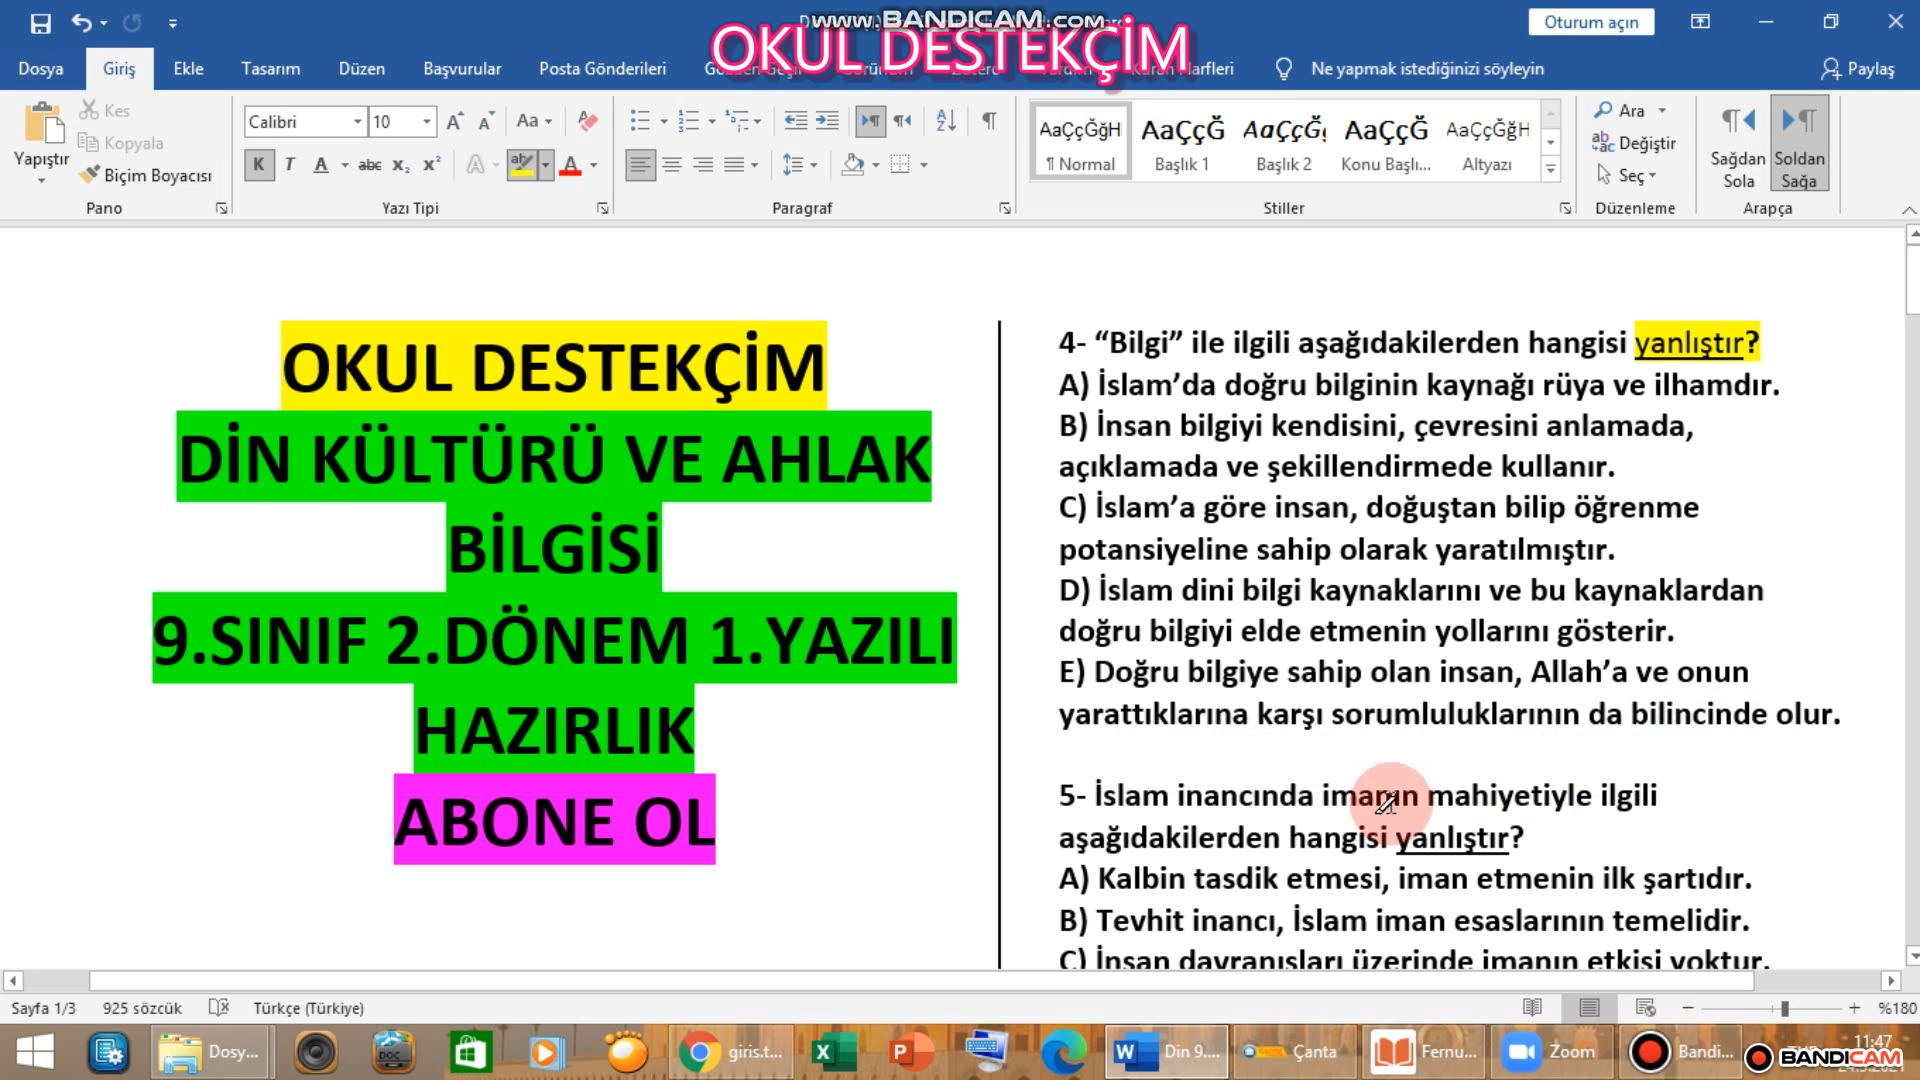 www.BANDICAM.com
OKUL DESTEKÇİM
Oturum açın
Dosya
Giriş
Ekle
Tasarım
Düzen
Başvurular
Posta Gönderileri
Ne yapmak istediğinizi söyleyin
Paylaş
Yapıştır
Kes
Kopyala
Biçim Boyacısı
Pano
Calibri
10
Yazı Tipi
Paragraf
AaÇçĞğH
¶ Normal
AaÇçĞ
Başlık 1
AaÇçĞ
Başlık 2
AaÇçĞ
Konu Başlı...
AaÇçĞğH
Altyazı
Stiller
Ara
Değiştir
Seç
Düzenleme
Sağdan Sola
Soldan Sağa
Arapça
OKUL DESTEKÇİM
DİN KÜLTÜRÜ VE AHLAK
BİLGİSİ
9.SINIF 2.DÖNEM 1.YAZILI
HAZIRLIK
ABONE OL
4- “Bilgi” ile ilgili aşağıdakilerden hangisi yanlıştır?
A) İslam’da doğru bilginin kaynağı rüya ve ilhamdır.
B) İnsan bilgiyi kendisini, çevresini anlamada,
açıklamada ve şekillendirmede kullanır.
C) İslam’a göre insan, doğuştan bilip öğrenme
potansiyeline sahip olarak yaratılmıştır.
D) İslam dini bilgi kaynaklarını ve bu kaynaklardan
doğru bilgiyi elde etmenin yollarını gösterir.
E) Doğru bilgiye sahip olan insan, Allah’a ve onun
yarattıklarına karşı sorumluluklarının da bilincinde olur.
5- İslam inancında imanın mahiyetiyle ilgili
aşağıdakilerden hangisi yanlıştır?
A) Kalbin tasdik etmesi, iman etmenin ilk şartıdır.
B) Tevhit inancı, İslam iman esaslarının temelidir.
C) İnsan davranışları üzerinde imanın etkisi yoktur.
Sayfa 1/3
925 sözcük
Türkçe (Türkiye)
%180
Dosy...
giris.t...
Din 9....
Çanta
Fernu...
Zoom
Bandi...
11:47
BANDICAM